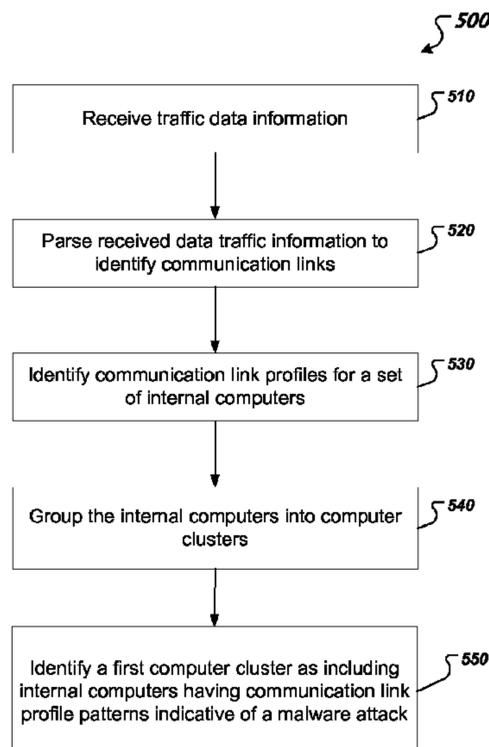 500
510
Receive traffic data information
520
Parse received data traffic information to
identify communication links
530
Identify communication link profiles for a set
of internal computers
540
Group the internal computers into computer
clusters
550
Identify a first computer cluster as including
internal computers having communication link
profile patterns indicative of a malware attack